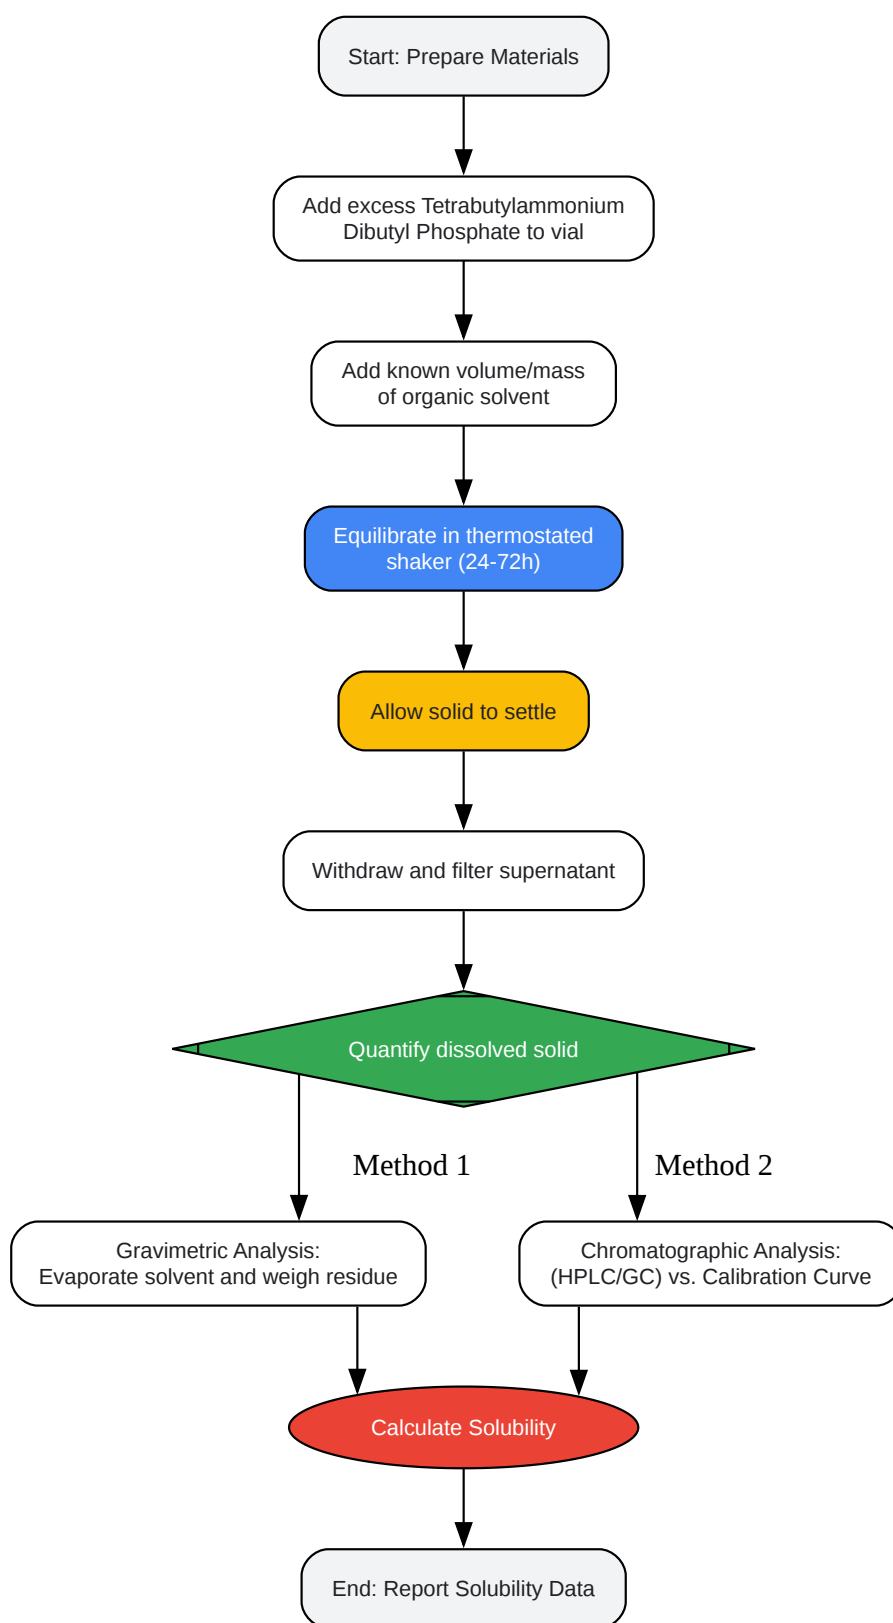 Start: Prepare Materials
Add excess Tetrabutylammonium
Dibutyl Phosphate to vial
Add known volume/mass
of organic solvent
Equilibrate in thermostated
shaker (24-72h)
Allow solid to settle
Withdraw and filter supernatant
Quantify dissolved solid
Method 1
Method 2
Gravimetric Analysis:
Evaporate solvent and weigh residue
Chromatographic Analysis:
(HPLC/GC) vs. Calibration Curve
Calculate Solubility
End: Report Solubility Data